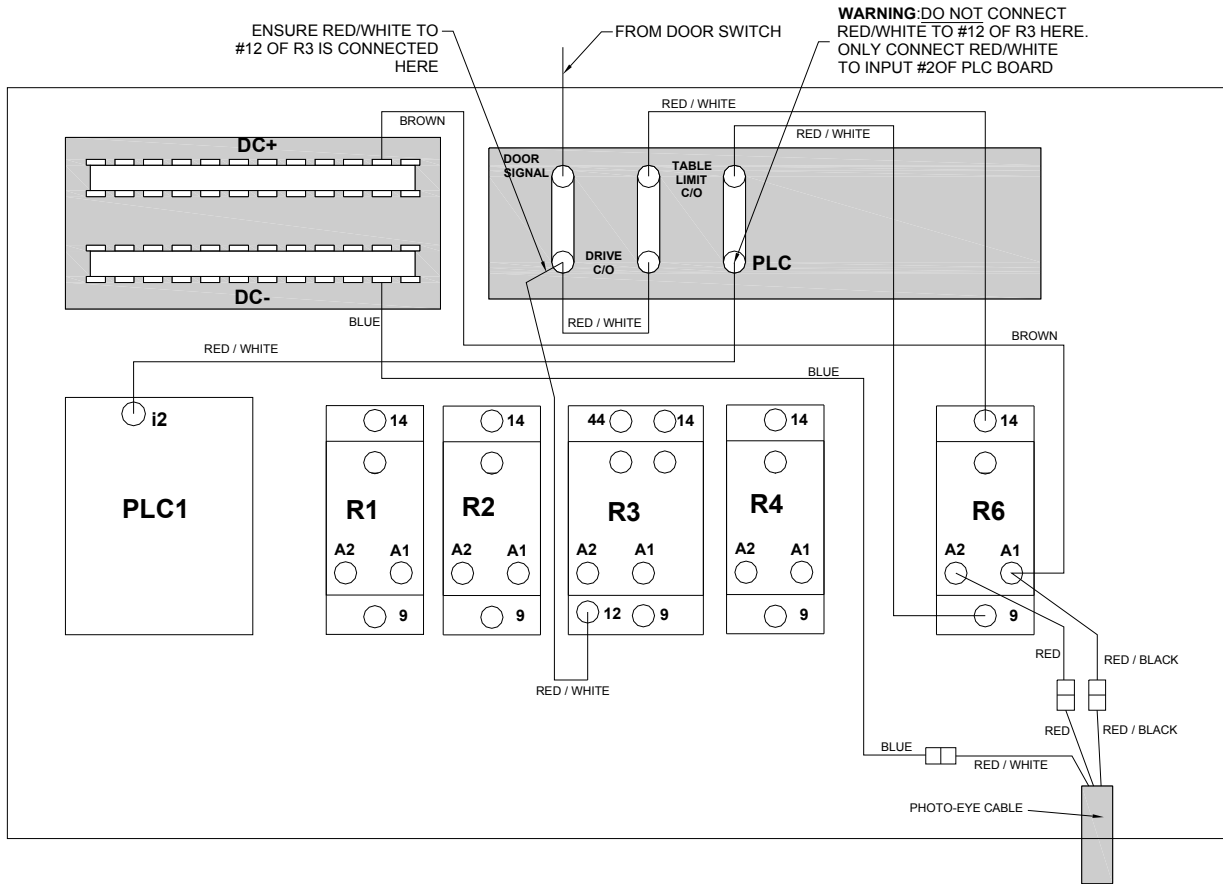 ENSURE RED/WHITE TO
#12 OF R3 IS CONNECTED
HERE
FROM DOOR SWITCH
WARNING:DO NOT CONNECT
RED/WHITE TO #12 OF R3 HERE.
ONLY CONNECT RED/WHITE
TO INPUT #2OF PLC BOARD
RED / WHITE
BROWN
RED / WHITE
DC+
DOOR
SIGNAL
TABLE
LIMIT
C/O
DRIVE
C/O
PLC
DC-
BLUE
RED / WHITE
BROWN
RED / WHITE
BLUE
i2
14
14
44
14
14
14
PLC1
R1
R2
R3
R4
R6
A2
A1
A2
A1
A2
A1
A2
A1
A2
A1
9
9
12
9
9
9
RED
RED / BLACK
RED / WHITE
RED
RED / BLACK
BLUE
RED / WHITE
PHOTO-EYE CABLE